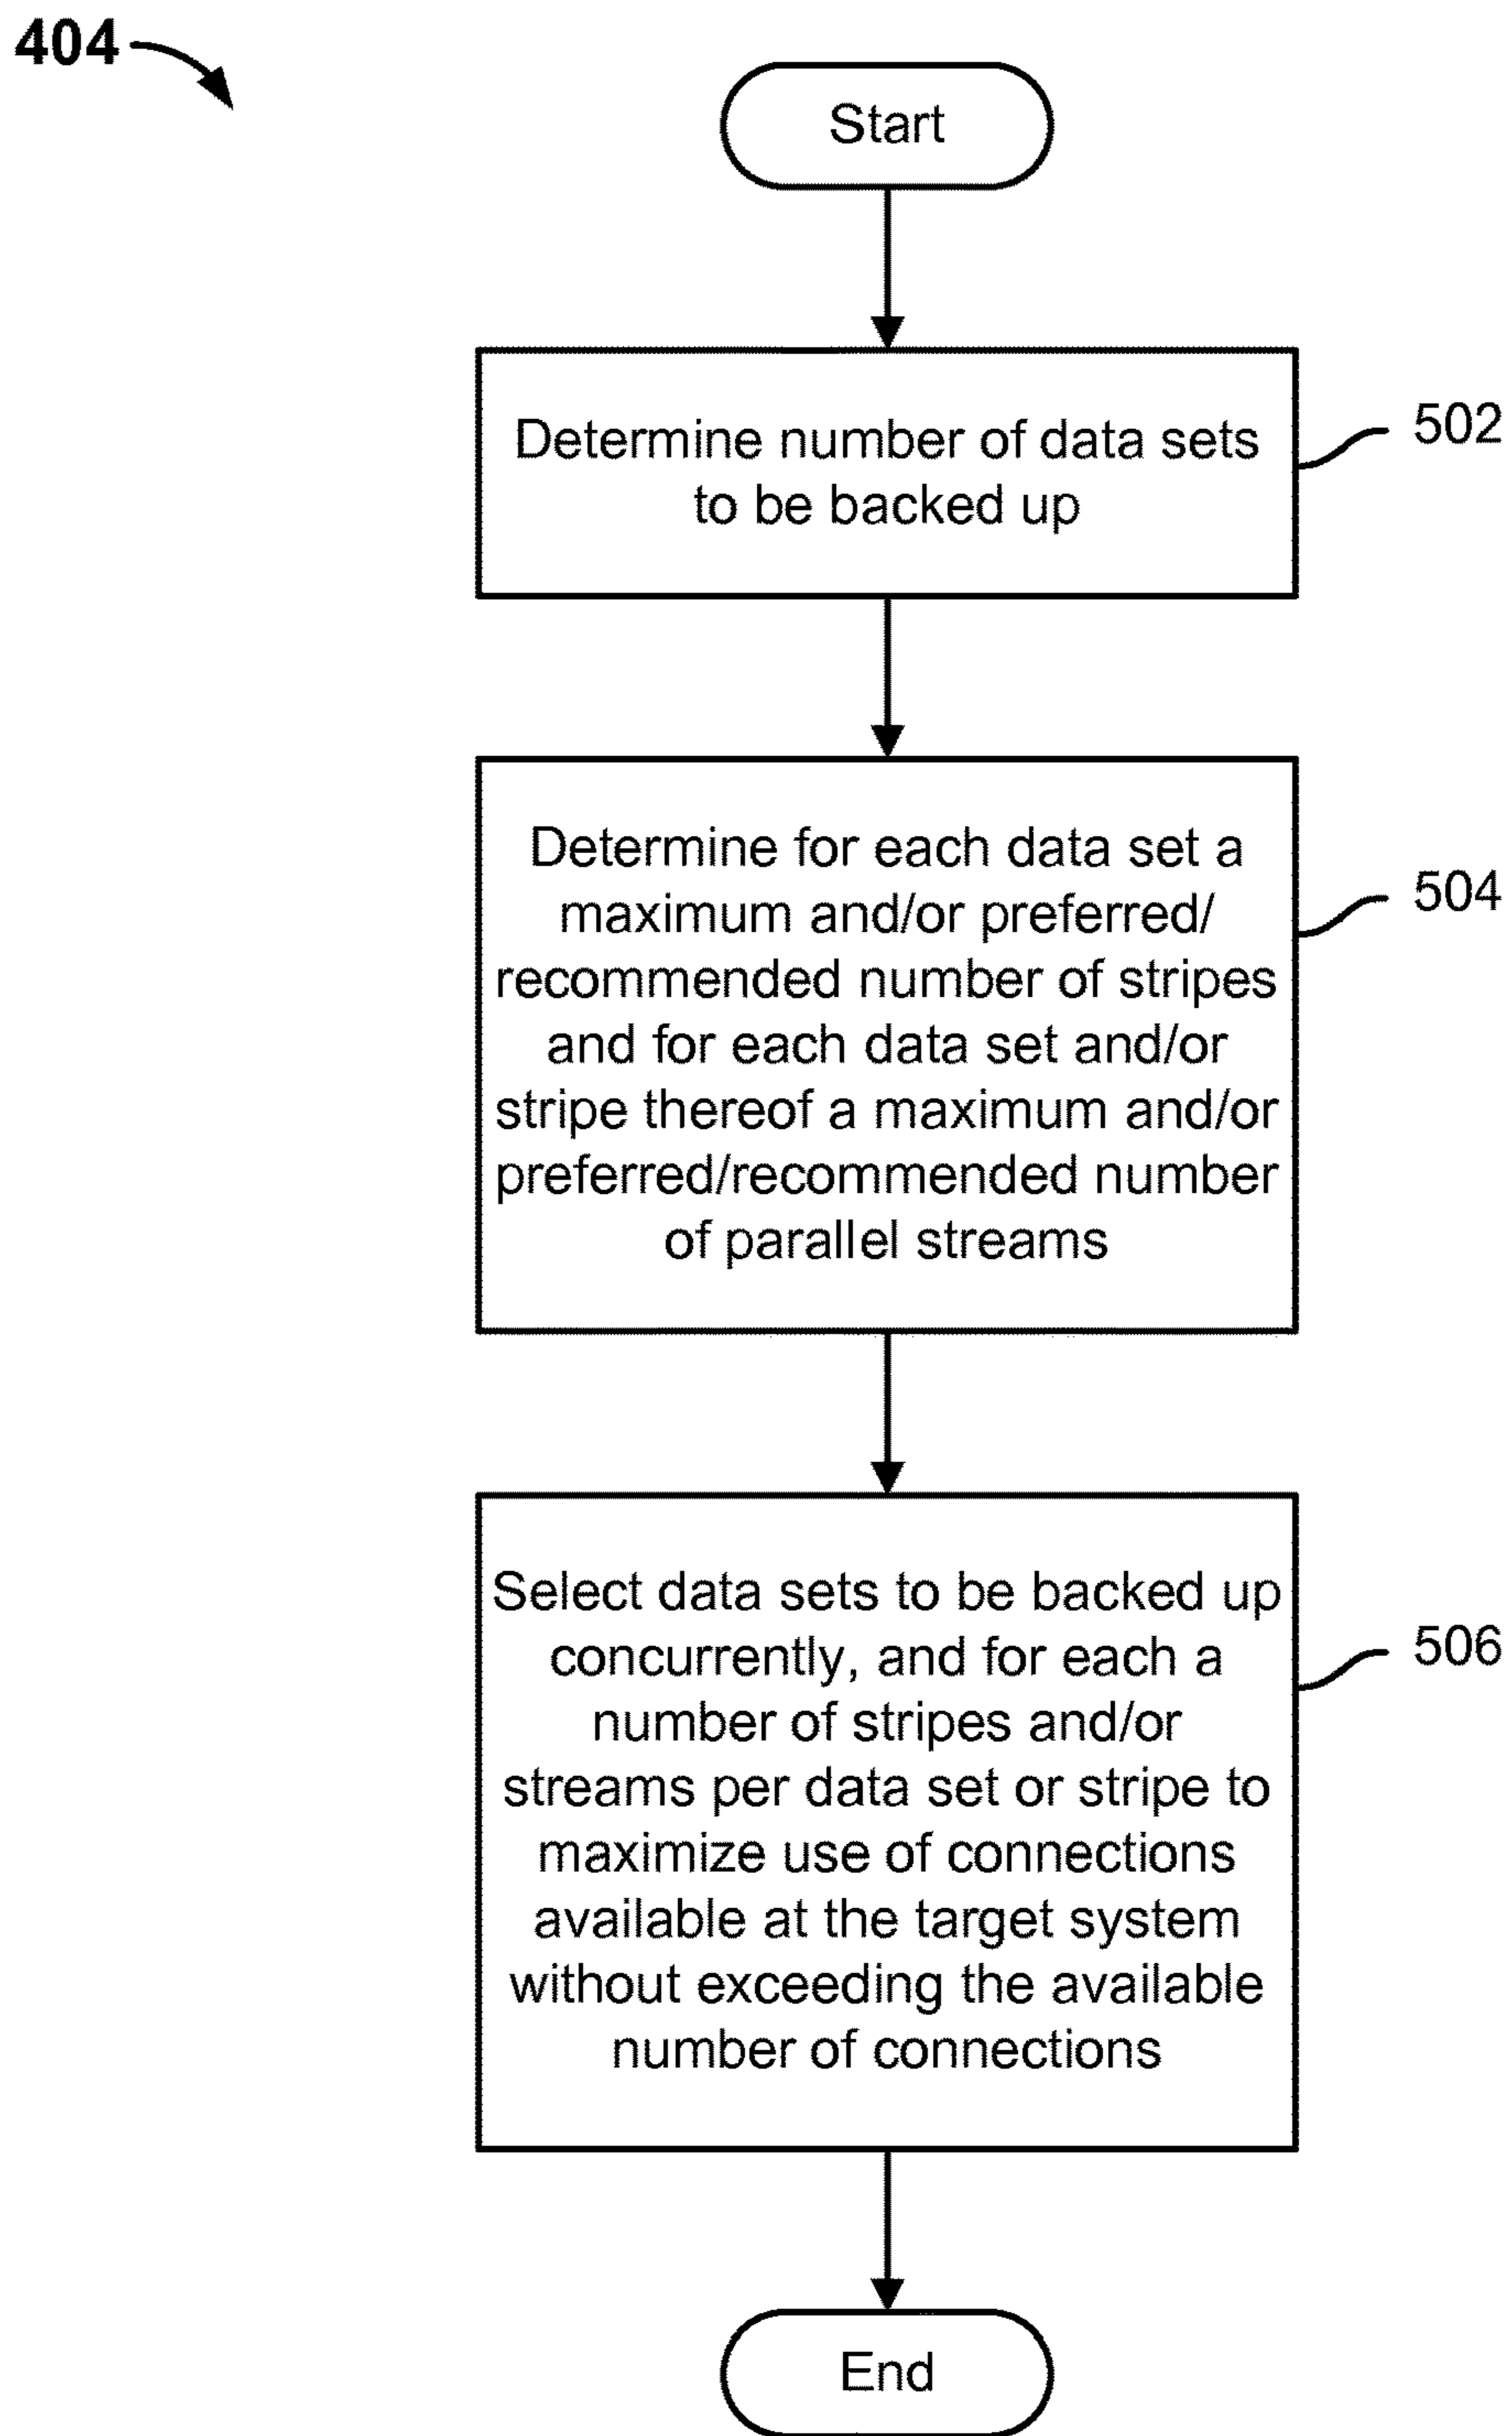 404
Start
Determine number of data sets
to be backed up
502
Determine for each data set a
maximum and/or preferred/
recommended number of stripes
and for each data set and/or
stripe thereof a maximum and/or
preferred/recommended number
of parallel streams
504
Select data sets to be backed up
concurrently, and for each a
number of stripes and/or
streams per data set or stripe to
maximize use of connections
available at the target system
without exceeding the available
number of connections
506
End